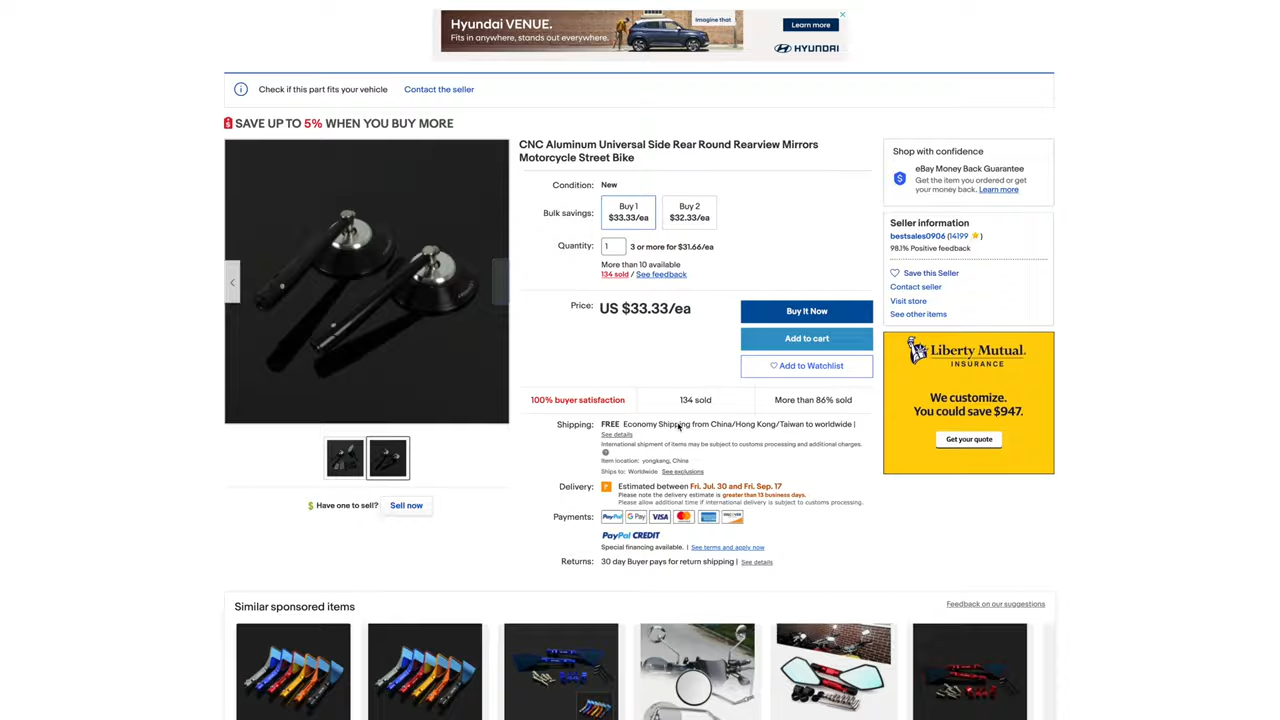 Hyundai VENUE.
Fits in anywhere, stands out everywhere.
Imagine that
Learn more
HYUNDAI
Check if this part fits your vehicle Contact the seller
SAVE UP TO 5% WHEN YOU BUY MORE
CNC Aluminum Universal Side Rear Round Rearview Mirrors
Motorcycle Street Bike
Condition: New
Bulk savings:
Buy 1
$33.33/ea
Buy 2
$32.33/ea
Quantity: 1 3 or more for $31.66/ea
More than 10 available
134 sold / See feedback
Price: US $33.33/ea
Buy It Now
Add to cart
Add to Watchlist
100% buyer satisfaction 134 sold More than 86% sold
Shipping: FREE Economy Shipping from China/Hong Kong/Taiwan to worldwide |
See details
International shipment of items may be subject to customs processing and additional charges.
Item location: yongkang, China
Ships to: Worldwide See exclusions
Delivery: Estimated between Fri. Jul. 30 and Fri. Sep. 17
Please note the delivery estimate is greater than 13 business days.
Please allow additional time if international delivery is subject to customs processing.
Payments: PayPal G Pay VISA
PayPal CREDIT
Special financing available. | See terms and apply now
Returns: 30 day Buyer pays for return shipping | See details
Shop with confidence
eBay Money Back Guarantee
Get the item you ordered or get
your money back. Learn more
Seller information
bestsales0906 (14199 )
98.1% Positive feedback
Save this Seller
Contact seller
Visit store
See other items
Liberty Mutual.
INSURANCE
We customize.
You could save $947.
Get your quote
Have one to sell? Sell now
Similar sponsored items
Feedback on our suggestions